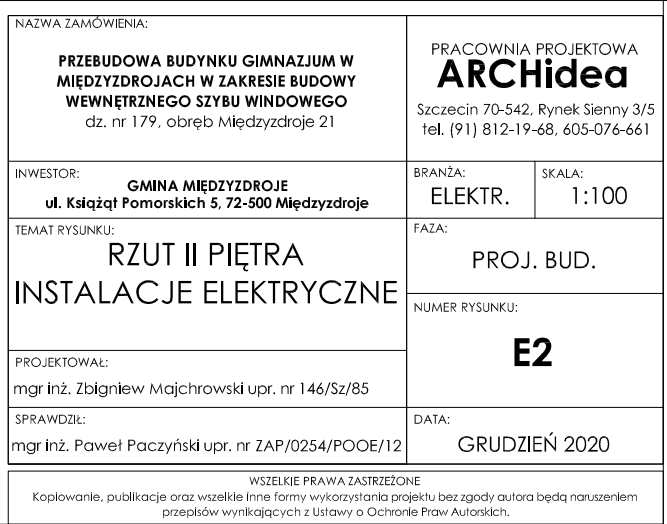 NAZWA ZAMÓWIENIA:
PRZEBUDOWA BUDYNKU GIMNAZJUM W
MIĘDZYZDROJACH W ZAKRESIE BUDOWY
WEWNĘTRZNEGO SZYBU WINDOWEGO
dz. nr 179, obręb Międzyzdroje 21
PRACOWNIA PROJEKTOWA
ARCHidea
Szczecin 70-542, Rynek Sienny 3/5
tel. (91) 812-19-68, 605-076-661
INWESTOR:
GMINA MIĘDZYZDROJE
ul. Książąt Pomorskich 5, 72-500 Międzyzdroje
BRANŻA:
ELEKTR.
SKALA:
1:100
TEMAT RYSUNKU:
RZUT II PIĘTRA
INSTALACJE ELEKTRYCZNE
FAZA:
PROJ. BUD.
NUMER RYSUNKU:
E2
PROJEKTOWAŁ:
mgr inż. Zbigniew Majchrowski upr. nr 146/Sz/85
SPRAWDZIŁ:
mgr inż. Paweł Paczyński upr. nr ZAP/0254/POOE/12
DATA:
GRUDZIEŃ 2020
WSZELKIE PRAWA ZASTRZEŻONE
Kopiowanie, publikacje oraz wszelkie inne formy wykorzystania projektu bez zgody autora będą naruszeniem
przepisów wynikających z Ustawy o Ochronie Praw Autorskich.